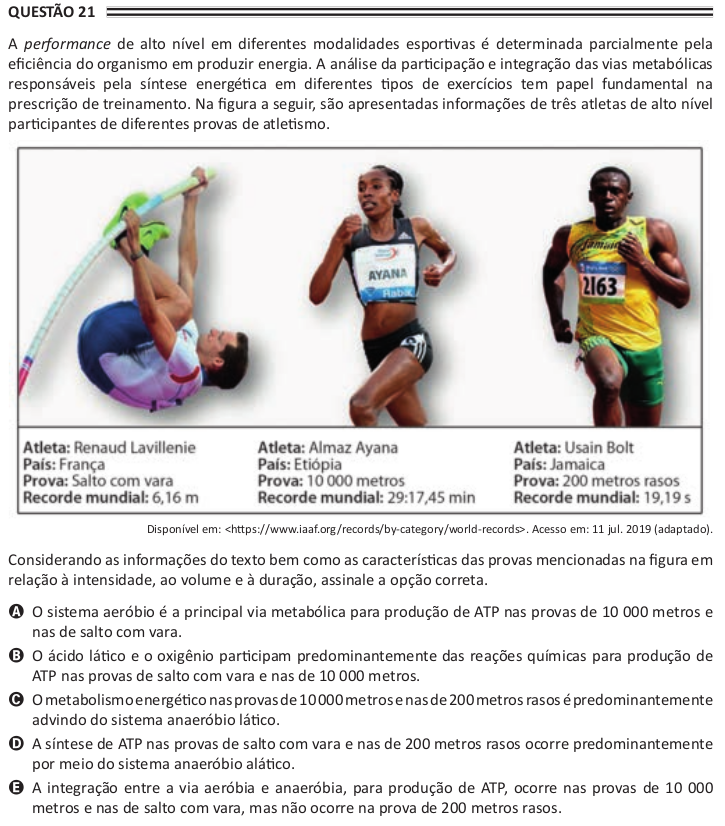 QUESTÃO 21
A performance de alto nível em diferentes modalidades esportivas é determinada parcialmente pela
eficiência do organismo em produzir energia. A análise da participação e integração das vias metabólicas
responsáveis pela síntese energética em diferentes tipos de exercícios tem papel fundamental na
prescrição de treinamento. Na figura a seguir, são apresentadas informações de três atletas de alto nível
participantes de diferentes provas de atletismo.
AYANA
Rabat
Jamaica
2163
Atleta: Renaud Lavillenie
País: França
Prova: Salto com vara
Recorde mundial: 6,16 m
Atleta: Almaz Ayana
País: Etiópia
Prova: 10 000 metros
Recorde mundial: 29:17,45 min
Atleta: Usain Bolt
País: Jamaica
Prova: 200 metros rasos
Recorde mundial: 19,19 s
Disponível em: <https://www.iaaf.org/records/by-category/world-records>. Acesso em: 11 jul. 2019 (adaptado).
Considerando as informações do texto bem como as características das provas mencionadas na figura em
relação à intensidade, ao volume e à duração, assinale a opção correta.
A O sistema aeróbio é a principal via metabólica para produção de ATP nas provas de 10 000 metros e
nas de salto com vara.
B O ácido lático e o oxigênio participam predominantemente das reações químicas para produção de
ATP nas provas de salto com vara e nas de 10 000 metros.
C O metabolismo energético nas provas de 10 000 metros e nas de 200 metros rasos é predominantemente
advindo do sistema anaeróbio lático.
D A síntese de ATP nas provas de salto com vara e nas de 200 metros rasos ocorre predominantemente
por meio do sistema anaeróbio alático.
E A integração entre a via aeróbia e anaeróbia, para produção de ATP, ocorre nas provas de 10 000
metros e nas de salto com vara, mas não ocorre na prova de 200 metros rasos.